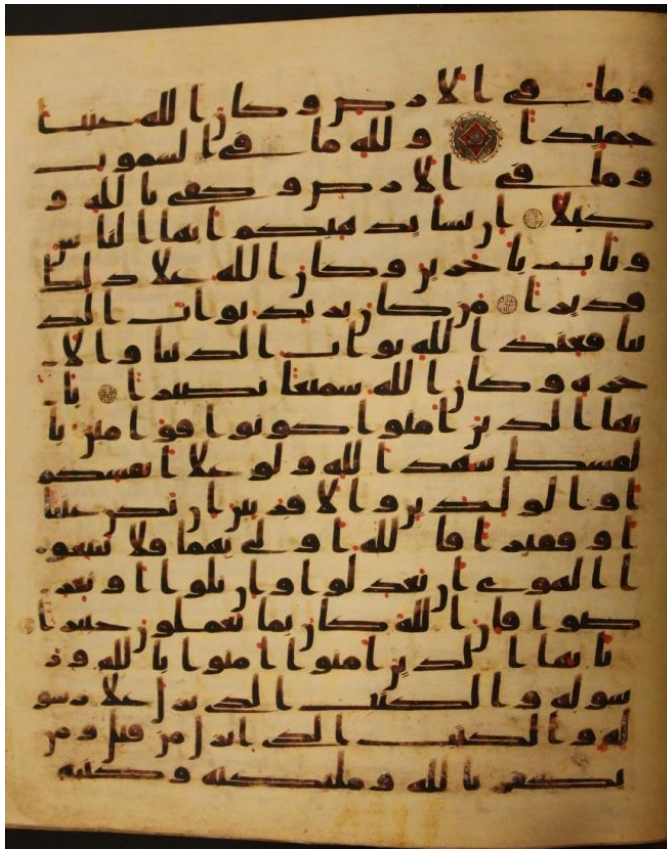 وما في الارض وكان الله غنيا
حميدا ولله ما في السموت
وما في الارض وكفى بالله و
كيلا ان يشا يذهبكم ايها الناس
ويات باخرين وكان الله على ذلك
قديرا من كان يريد ثواب الد
نيا فعند الله ثواب الدنيا والا
خرة وكان الله سميعا بصيرا يا
يها الذين امنوا كونوا قوامين با
لقسط شهدا لله ولو على انفسكم
او الولدين والاقربين ان يكن غنيا
او فقيرا فالله اولى بهما فلا تتبعو
ا الهوى ان تعدلوا وان تلوا او تعر
ضوا فان الله كان بما تعملون خبيرا
يايها الذين امنوا امنوا بالله ور
سوله والكتب الذي نزل على رسو
له والكتب الذي انزل من قبل ومن
يكفر بالله ومليكته وكتبه